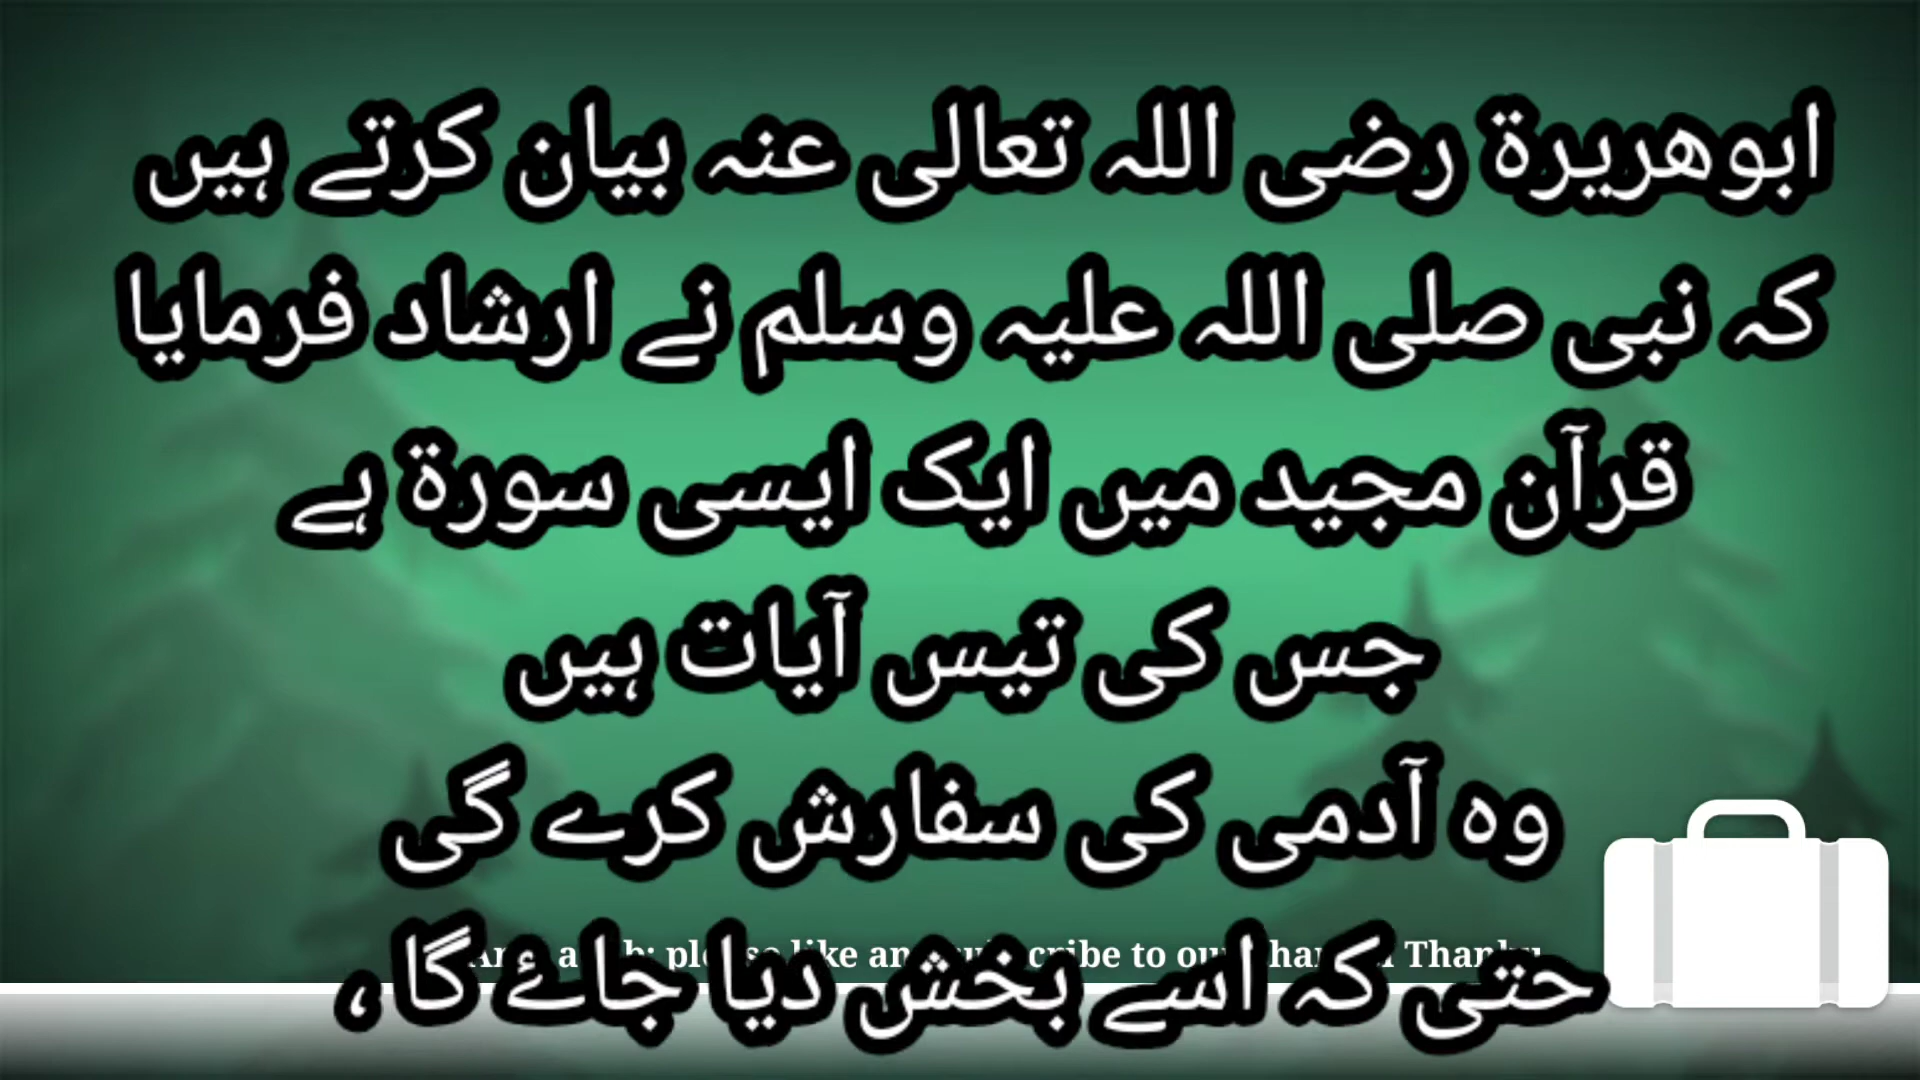 ابوھریرۃ رضی اللہ تعالی عنہ بیان کرتے ہیں
کہ نبی صلی اللہ علیہ وسلم نے ارشاد فرمایا
قرآن مجید میں ایک ایسی سورۃ ہے
جس کی تیس آیات ہیں
وہ آدمی کی سفارش کرے گی
حتی کہ اسے بخش دیا جائے گا ،
like to